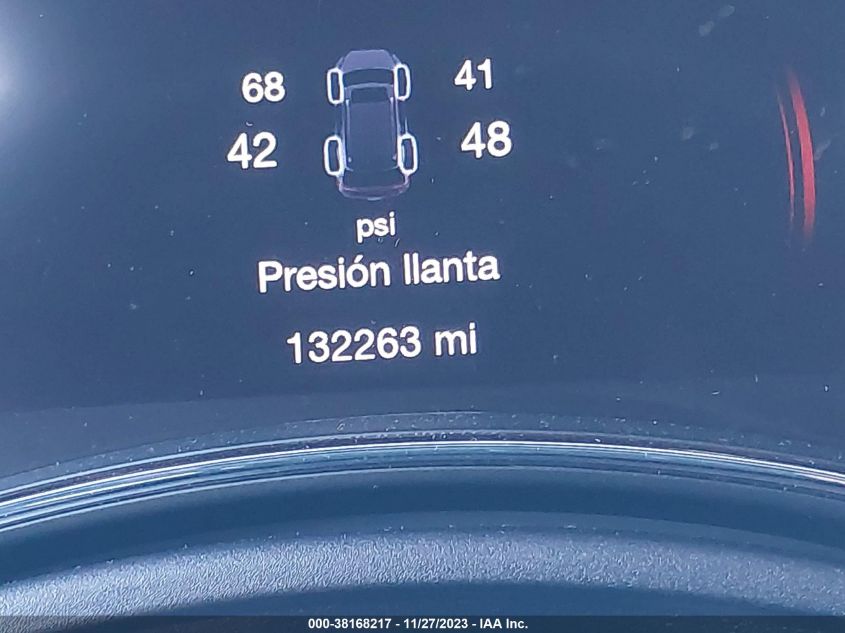 68 41
42 48
psi
Presión llanta
132263 mi
000-38168217 - 11/27/2023 - IAA Inc.